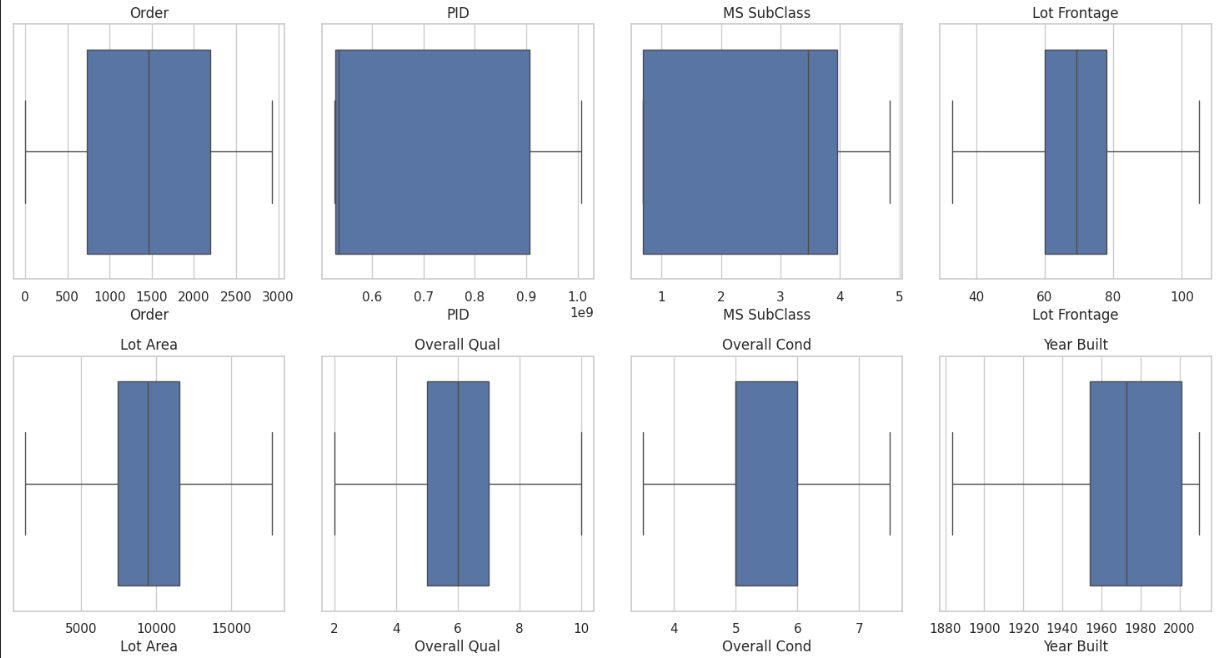 Order PID MS SubClass Lot Frontage
0 500 1000 1500 2000 2500 3000 0.6 0.7 0.8 0.9 1.0 1 2 3 4 5 40 60 80 100
1e9
Order PID MS SubClass Lot Frontage
Lot Area Overall Qual Overall Cond Year Built
5000 10000 15000 2 4 6 8 10 4 5 6 7 1880 1900 1920 1940 1960 1980 2000
Lot Area Overall Qual Overall Cond Year Built